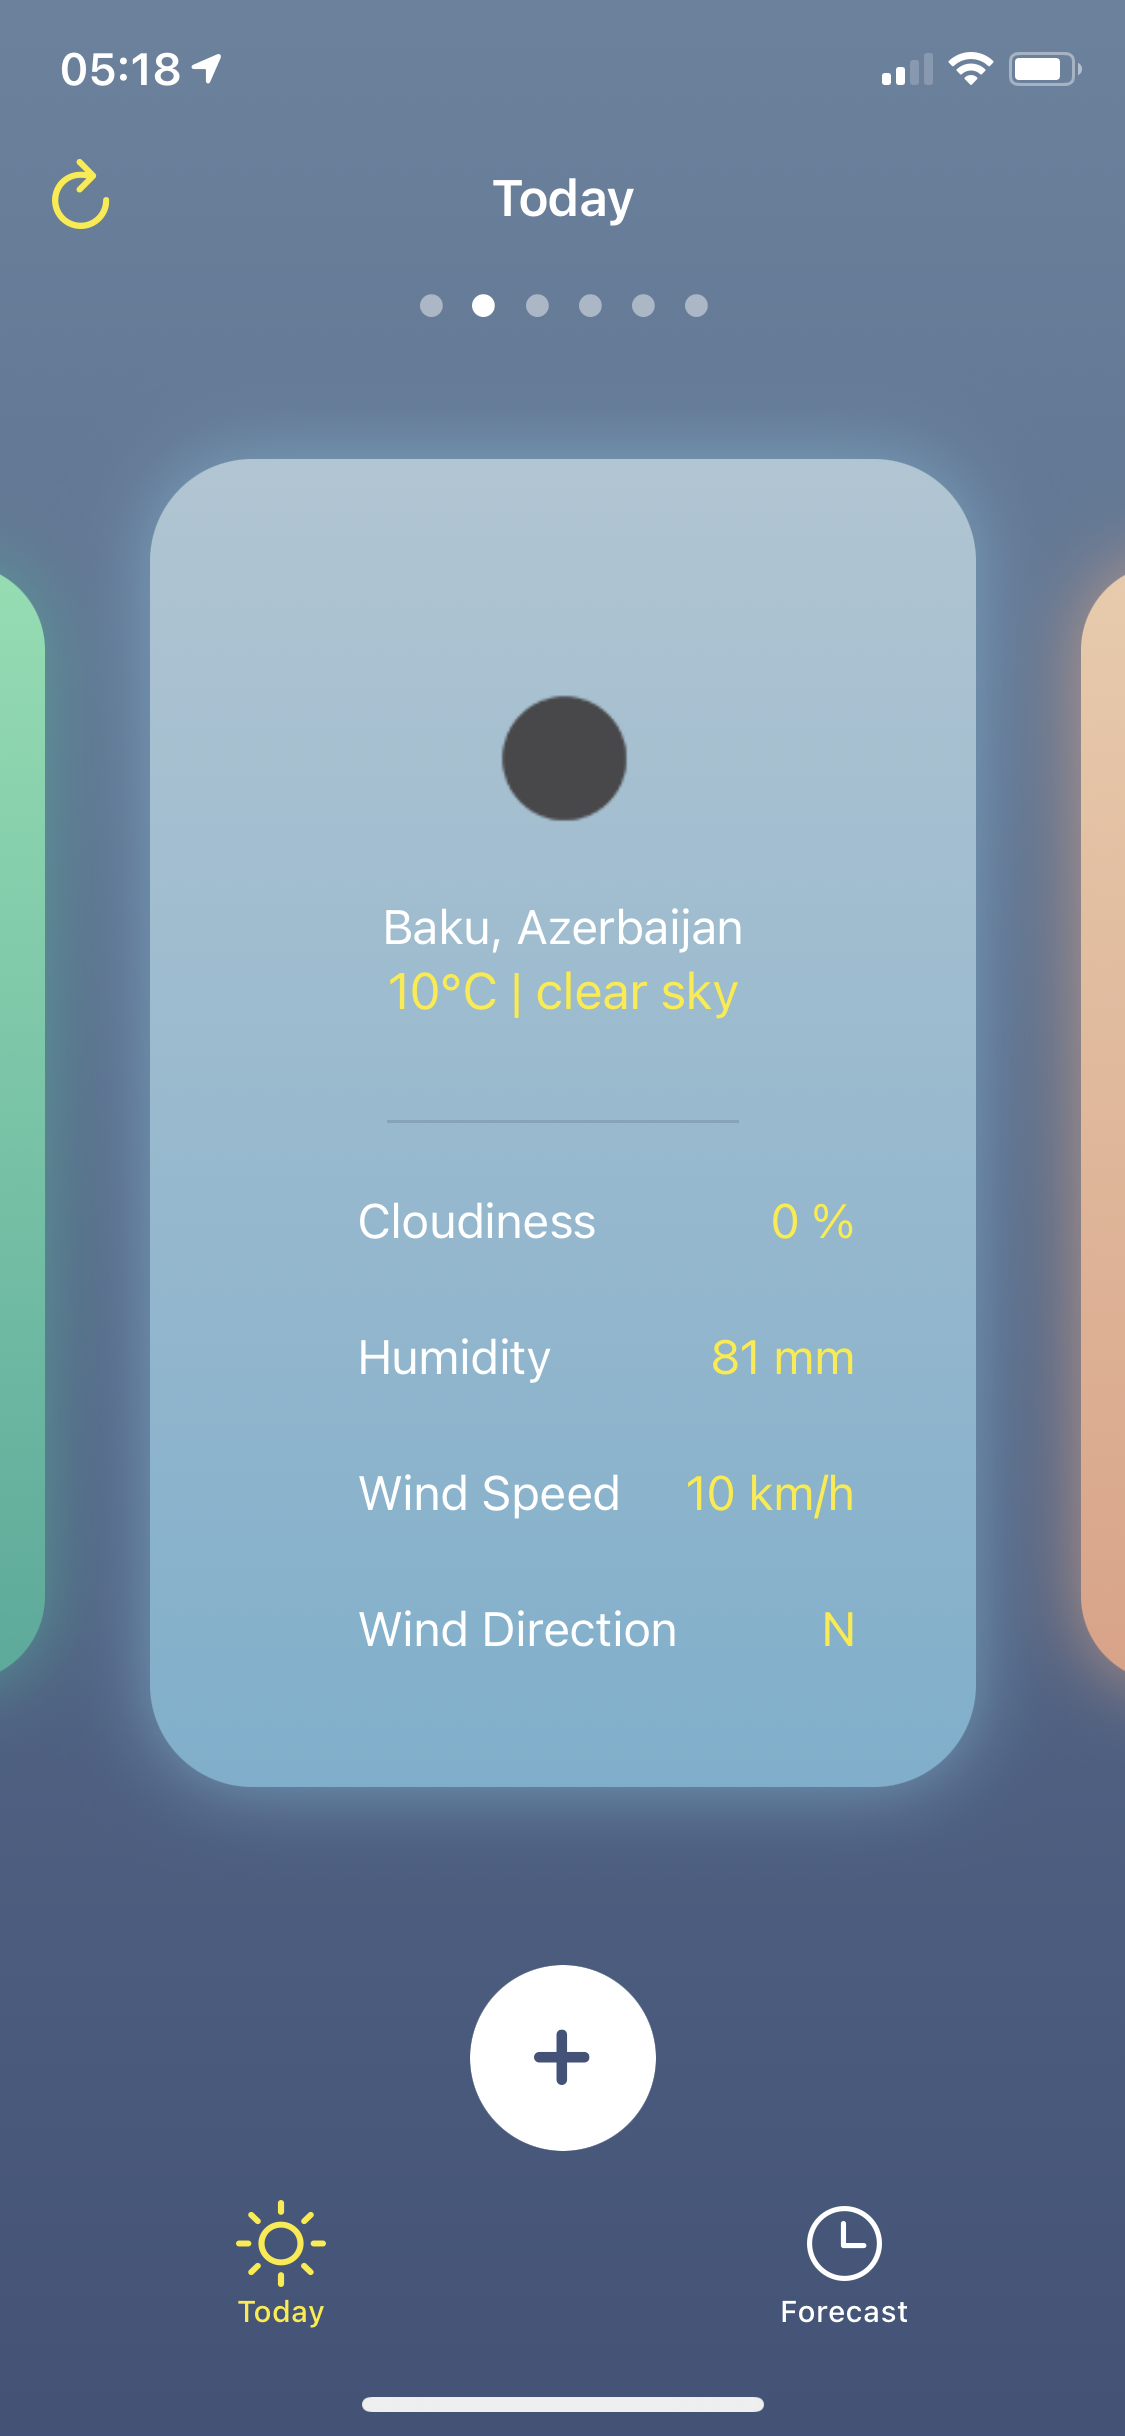 05:18
Today
Baku, Azerbaijan
10°C | clear sky
Cloudiness 0 %
Humidity 81 mm
Wind Speed 10 km/h
Wind Direction N
Today Forecast